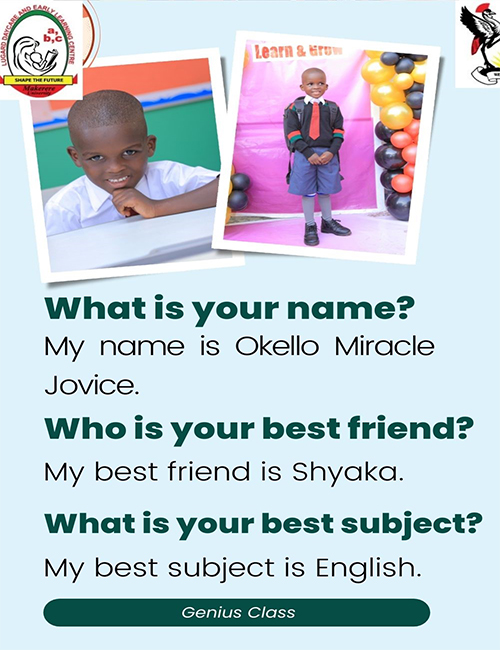 LUGARD DAYCARE AND EARLY LEARNING CENTRE
a,
b,c
SHAPE THE FUTURE
Makerere
Learn & Grow
What is your name?
My name is Okello Miracle
Jovice.
Who is your best friend?
My best friend is Shyaka.
What is your best subject?
My best subject is English.
Genius Class